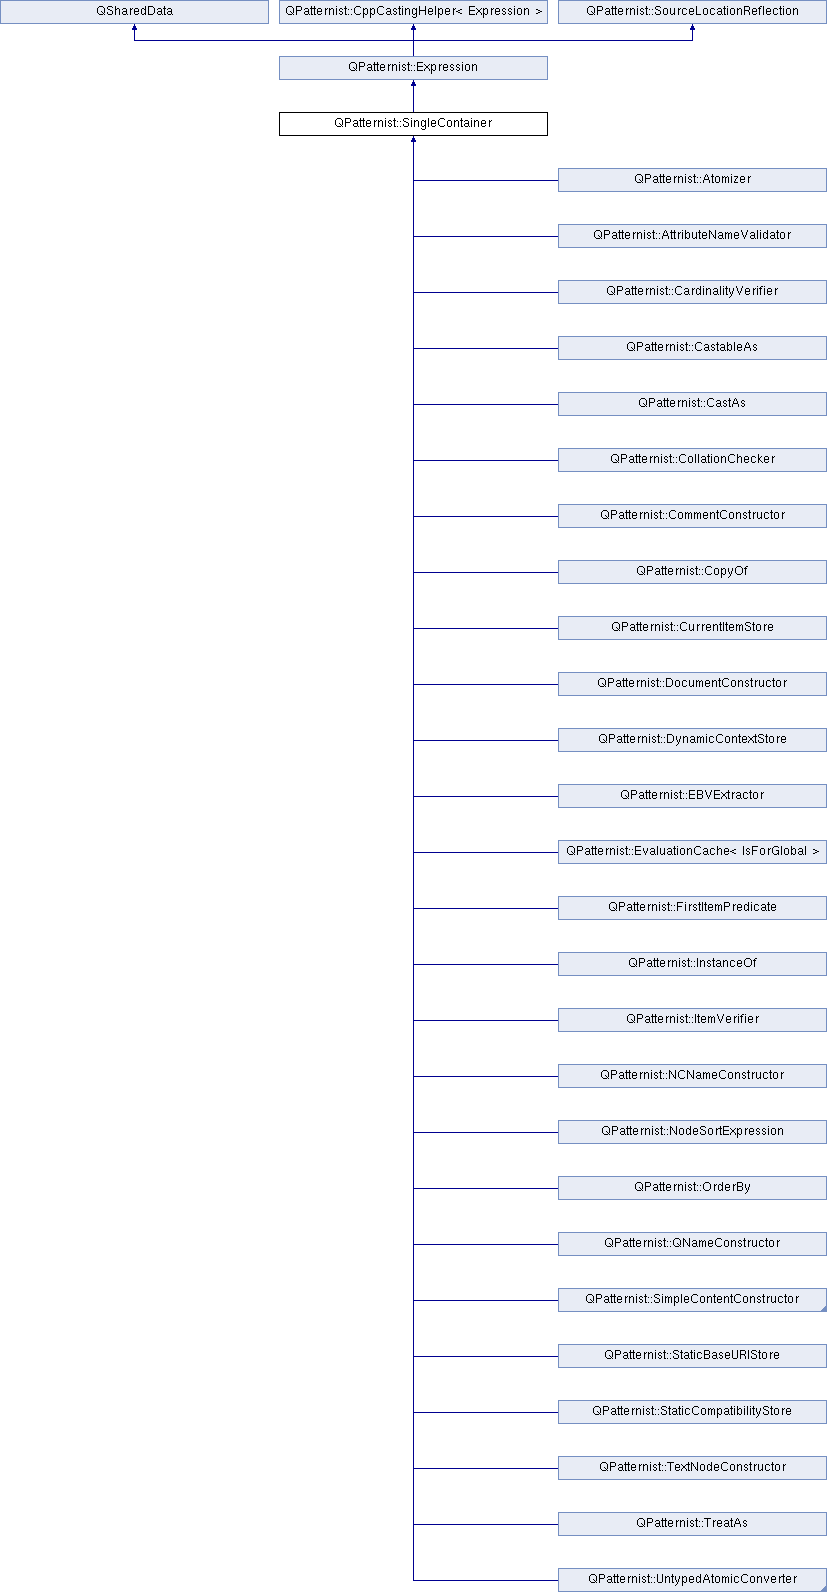 QSharedData
QPatternist::CppCastingHelper< Expression >
QPatternist::SourceLocationReflection
QPatternist::Expression
QPatternist::SingleContainer
QPatternist::Atomizer
QPatternist::AttributeNameValidator
QPatternist::CardinalityVerifier
QPatternist::CastableAs
QPatternist::CastAs
QPatternist::CollationChecker
QPatternist::CommentConstructor
QPatternist::CopyOf
QPatternist::CurrentItemStore
QPatternist::DocumentConstructor
QPatternist::DynamicContextStore
QPatternist::EBVExtractor
QPatternist::EvaluationCache< IsForGlobal >
QPatternist::FirstItemPredicate
QPatternist::InstanceOf
QPatternist::ItemVerifier
QPatternist::NCNameConstructor
QPatternist::NodeSortExpression
QPatternist::OrderBy
QPatternist::QNameConstructor
QPatternist::SimpleContentConstructor
QPatternist::StaticBaseURIStore
QPatternist::StaticCompatibilityStore
QPatternist::TextNodeConstructor
QPatternist::TreatAs
QPatternist::UntypedAtomicConverter